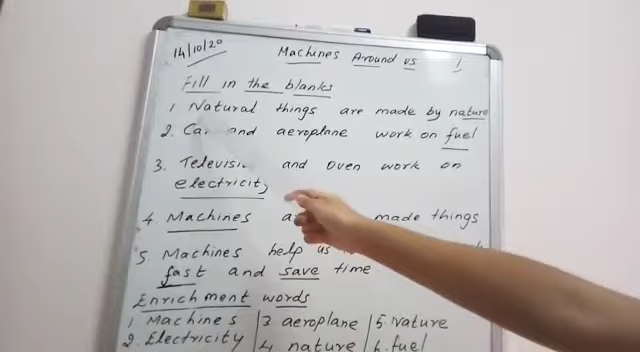 14/10/20
Machines Around us 1
Fill in the blanks
1 Natural things are made by nature
2. Car and aeroplane work on fuel
3. Television and oven work on
electricity
4. Machines made things
5. Machines help us
fast and save time
Enrichment words
1 Machines 3 aeroplane 5. Nature
2. Electricity 4. nature 6. fuel